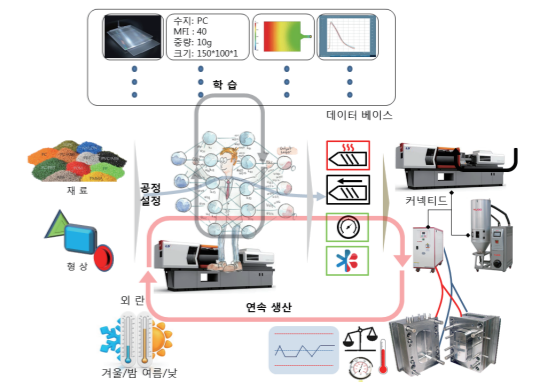 수지: PC
MFI : 40
중량: 10g
크기: 150*100*1
학 습
데이터 베이스
재 료
공정
설정
커넥티드
형 상
외 란
연속 생산
겨울/밤 여름/낮